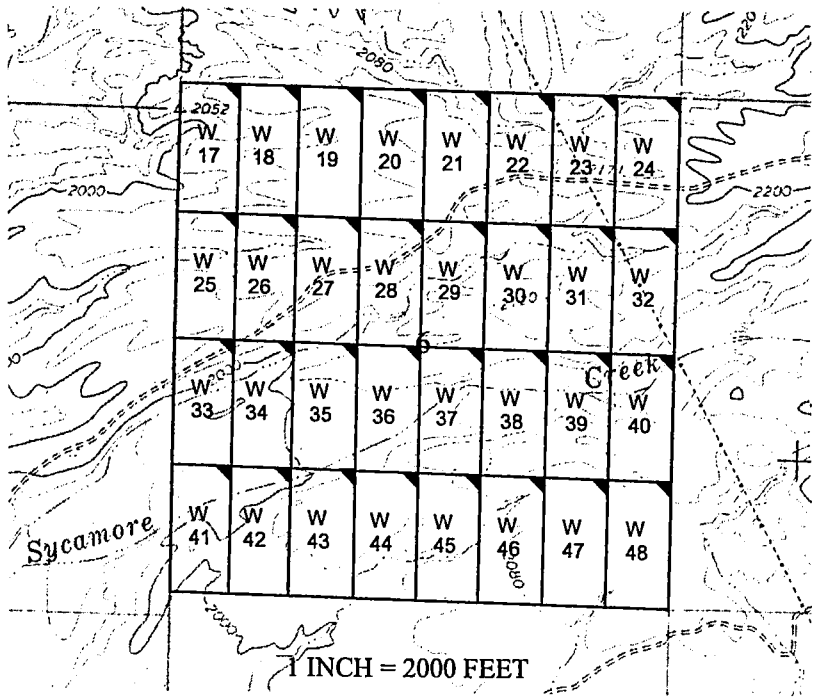 2080
220
2052
W 17
W 18
W 19
W 20
W 21
W 22
W 23
W 24
2000
2200
W 25
W 26
W 27
W 28
W 29
W 30
W 31
W 32
6
Creek
2000
W 33
W 34
W 35
W 36
W 37
W 38
W 39
W 40
Sycamore
W 41
W 42
W 43
W 44
W 45
W 46
W 47
W 48
2080
2000
1 INCH = 2000 FEET